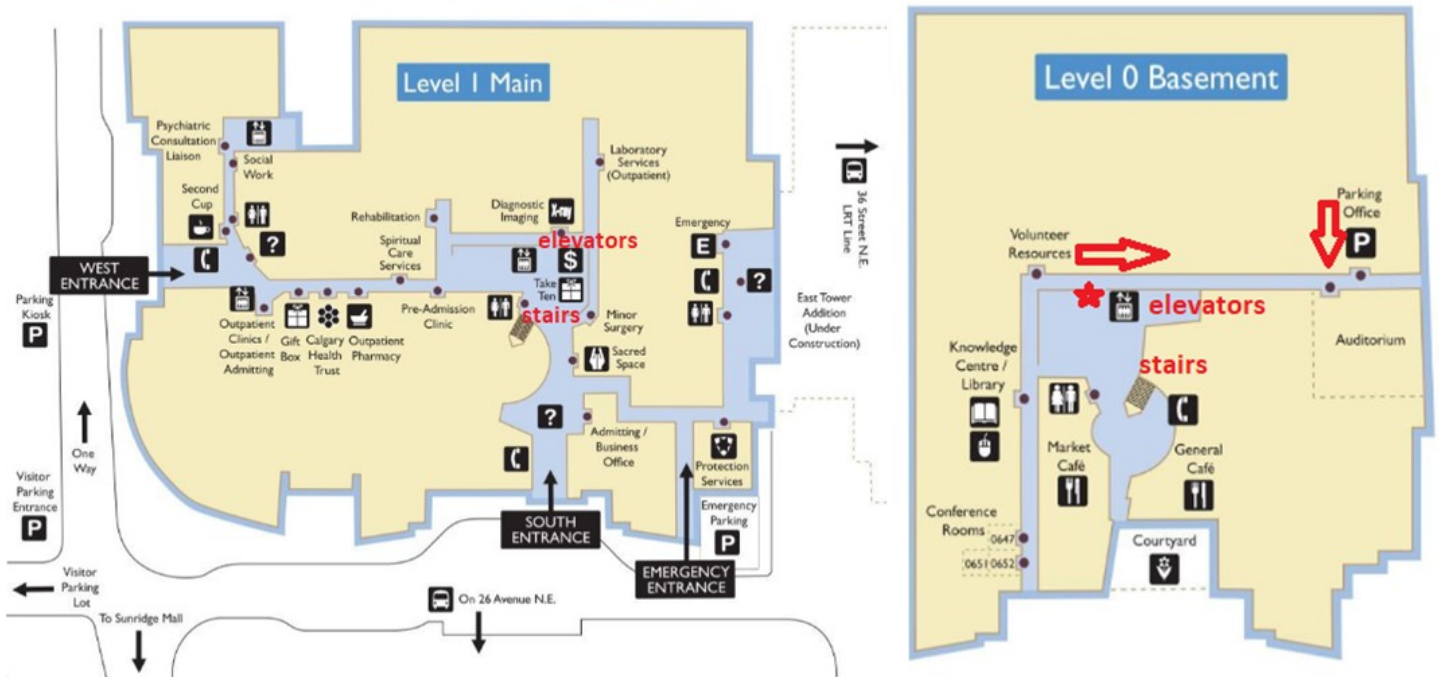 Level 1 Main
Psychiatric
Consultation
Liaison
Social
Work
Second
Cup
?
WEST
ENTRANCE
Parking
Kiosk
P
Outpatient
Clinics /
Outpatient
Admitting
Gift
Box
Calgary
Health
Trust
Outpatient
Pharmacy
Rehabilitation
Spiritual
Care
Services
Pre-Admission
Clinic
Diagnostic
Imaging
X-ray
elevators
$
Take
Ten
stairs
Laboratory
Services
(Outpatient)
Minor
Surgery
Sacred
Space
Emergency
E
?
?
Admitting /
Business
Office
Protection
Services
Emergency
Parking
P
SOUTH
ENTRANCE
EMERGENCY
ENTRANCE
One
Way
Visitor
Parking
Entrance
P
Visitor
Parking
Lot
To Sunridge Mall
On 26 Avenue N.E.
36 Street N.E.
LRT Line
East Tower
Addition
(Under
Construction)
Level 0 Basement
Parking
Office
P
Volunteer
Resources
elevators
Auditorium
stairs
Knowledge
Centre /
Library
Market
Café
General
Café
Conference
Rooms
0647
0651 0652
Courtyard